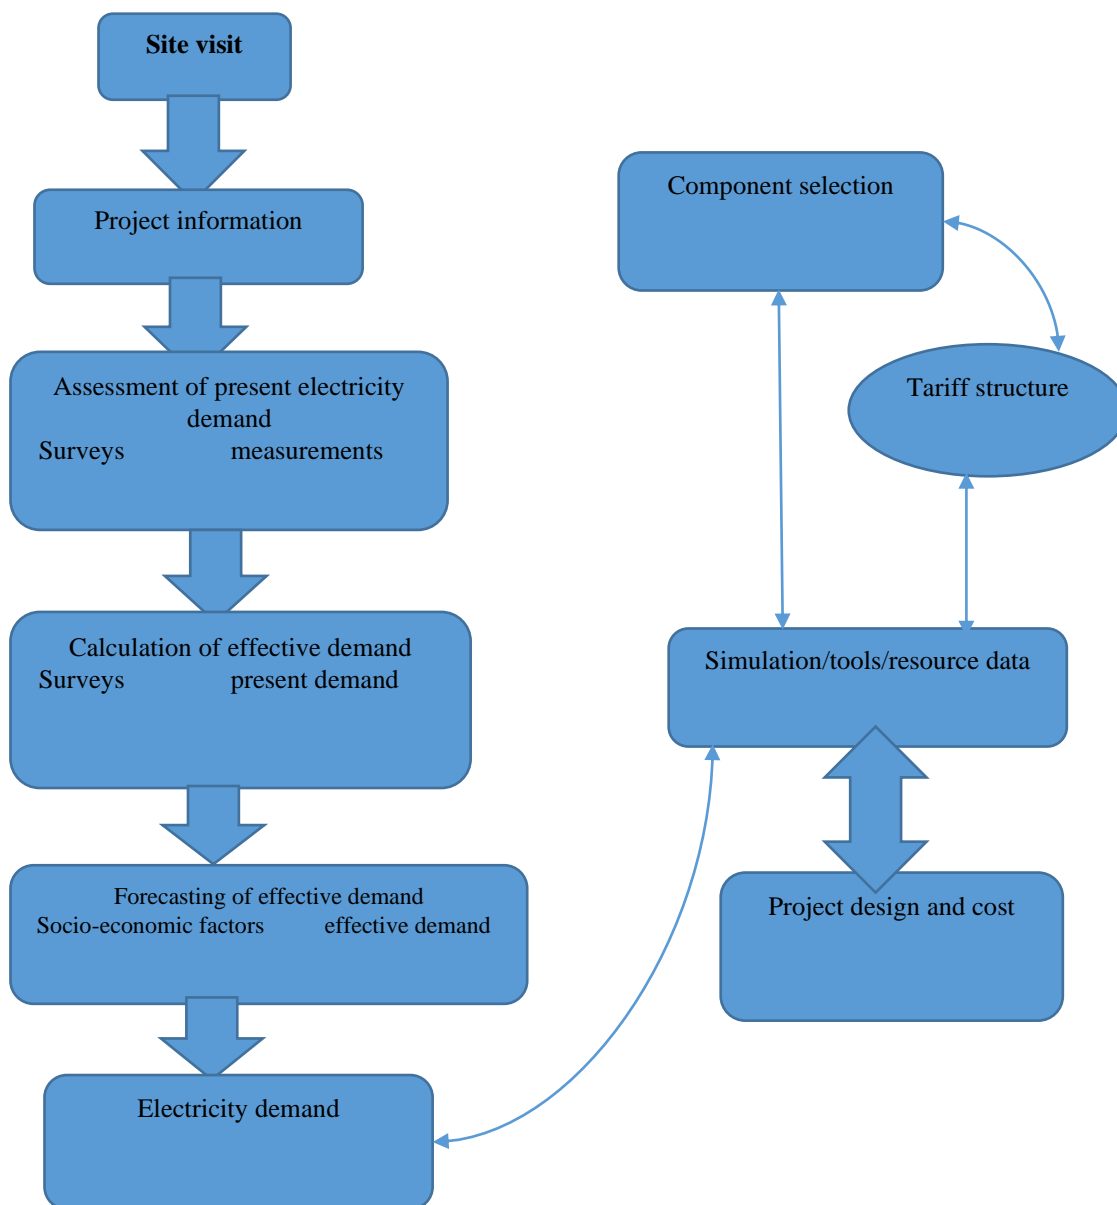 Site visit
Project information
Assessment of present electricity
demand
Surveys measurements
Calculation of effective demand
Surveys present demand
Forecasting of effective demand
Socio-economic factors effective demand
Electricity demand
Component selection
Tariff structure
Simulation/tools/resource data
Project design and cost